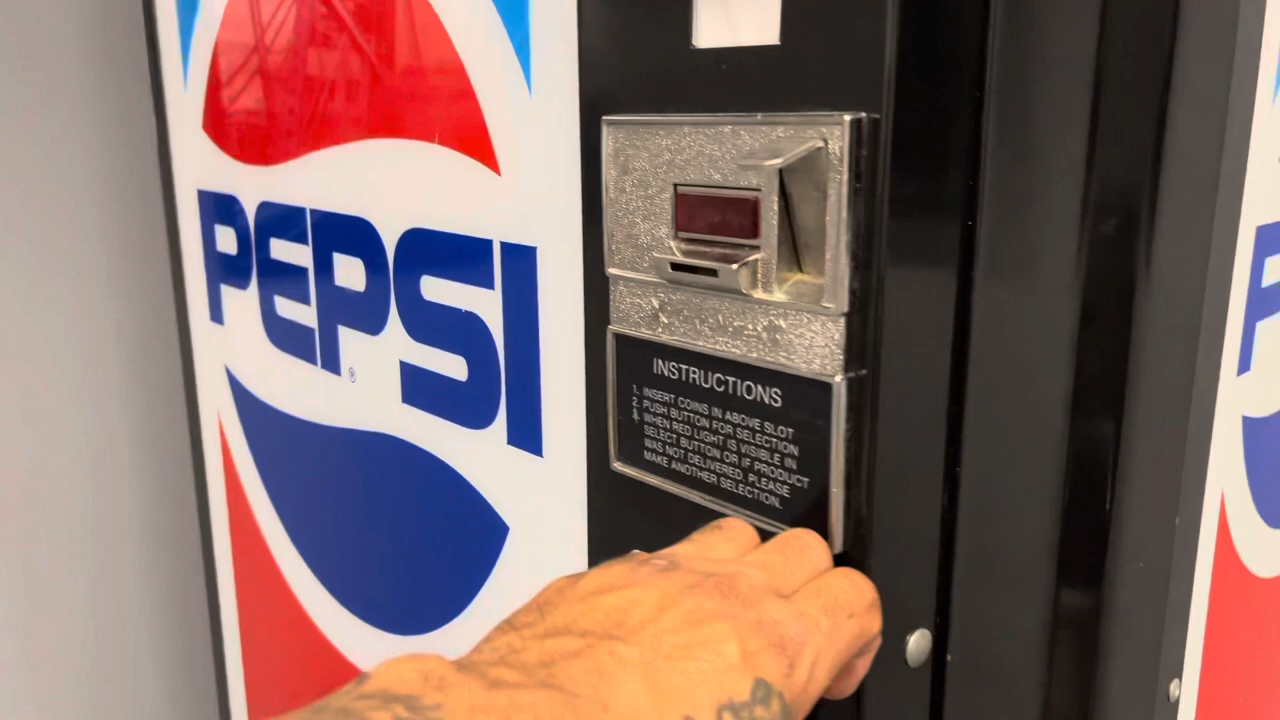 PEPSI
®
INSTRUCTIONS
1. INSERT COINS IN ABOVE SLOT
2. PUSH BUTTON FOR SELECTION
3. WHEN RED LIGHT IS VISIBLE IN
SELECT BUTTON OR IF PRODUCT
WAS NOT DELIVERED, PLEASE
MAKE ANOTHER SELECTION.
P